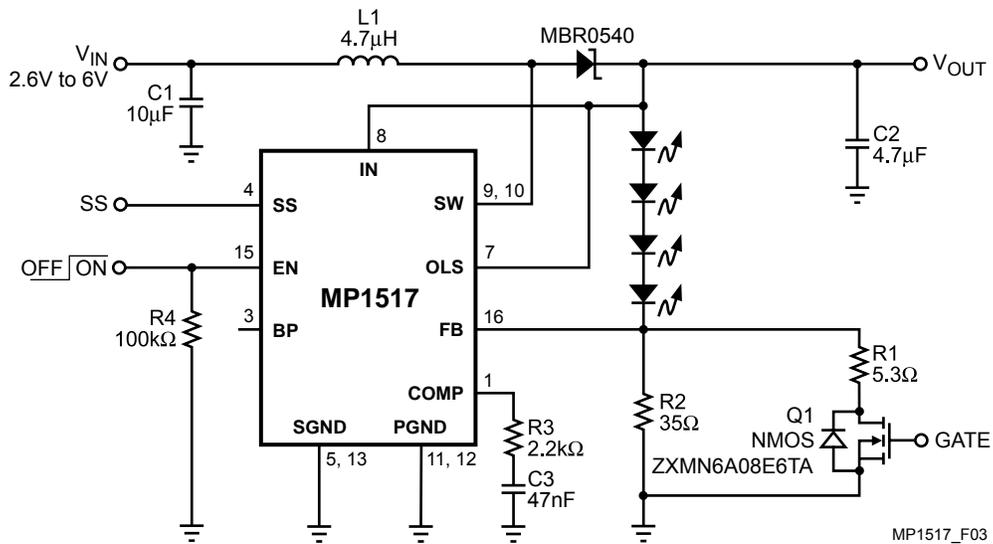 L1
4.7µH
MBR0540
VIN
2.6V to 6V
VOUT
C1
10µF
C2
4.7µF
8
IN
4
SS
SS
SW
9, 10
15
OFF ON
EN
OLS
7
MP1517
R4
100kΩ
3
BP
FB
16
R1
5.3Ω
COMP
1
R2
35Ω
Q1
NMOS
ZXMN6A08E6TA
GATE
SGND
PGND
R3
2.2kΩ
5, 13
11, 12
C3
47nF
MP1517_F03